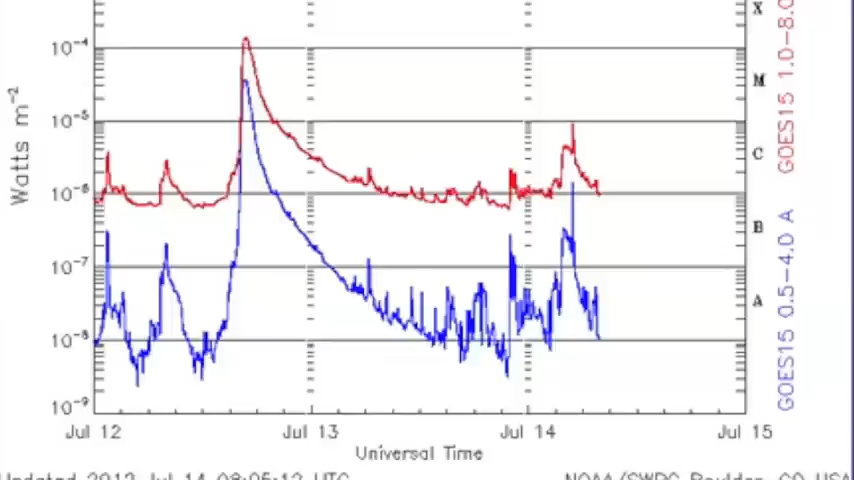 X
10⁻⁴
M
10⁻⁵
C
10⁻⁶
B
10⁻⁷
A
10⁻⁸
10⁻⁹
Watts m⁻²
GOES15 1.0-8.0
GOES15 0.5-4.0 A
Jul 12
Jul 13
Jul 14
Jul 15
Universal Time
Updated 2012 Jul 14 08:05:12 UTC
NOAA/SWPC Boulder, CO USA